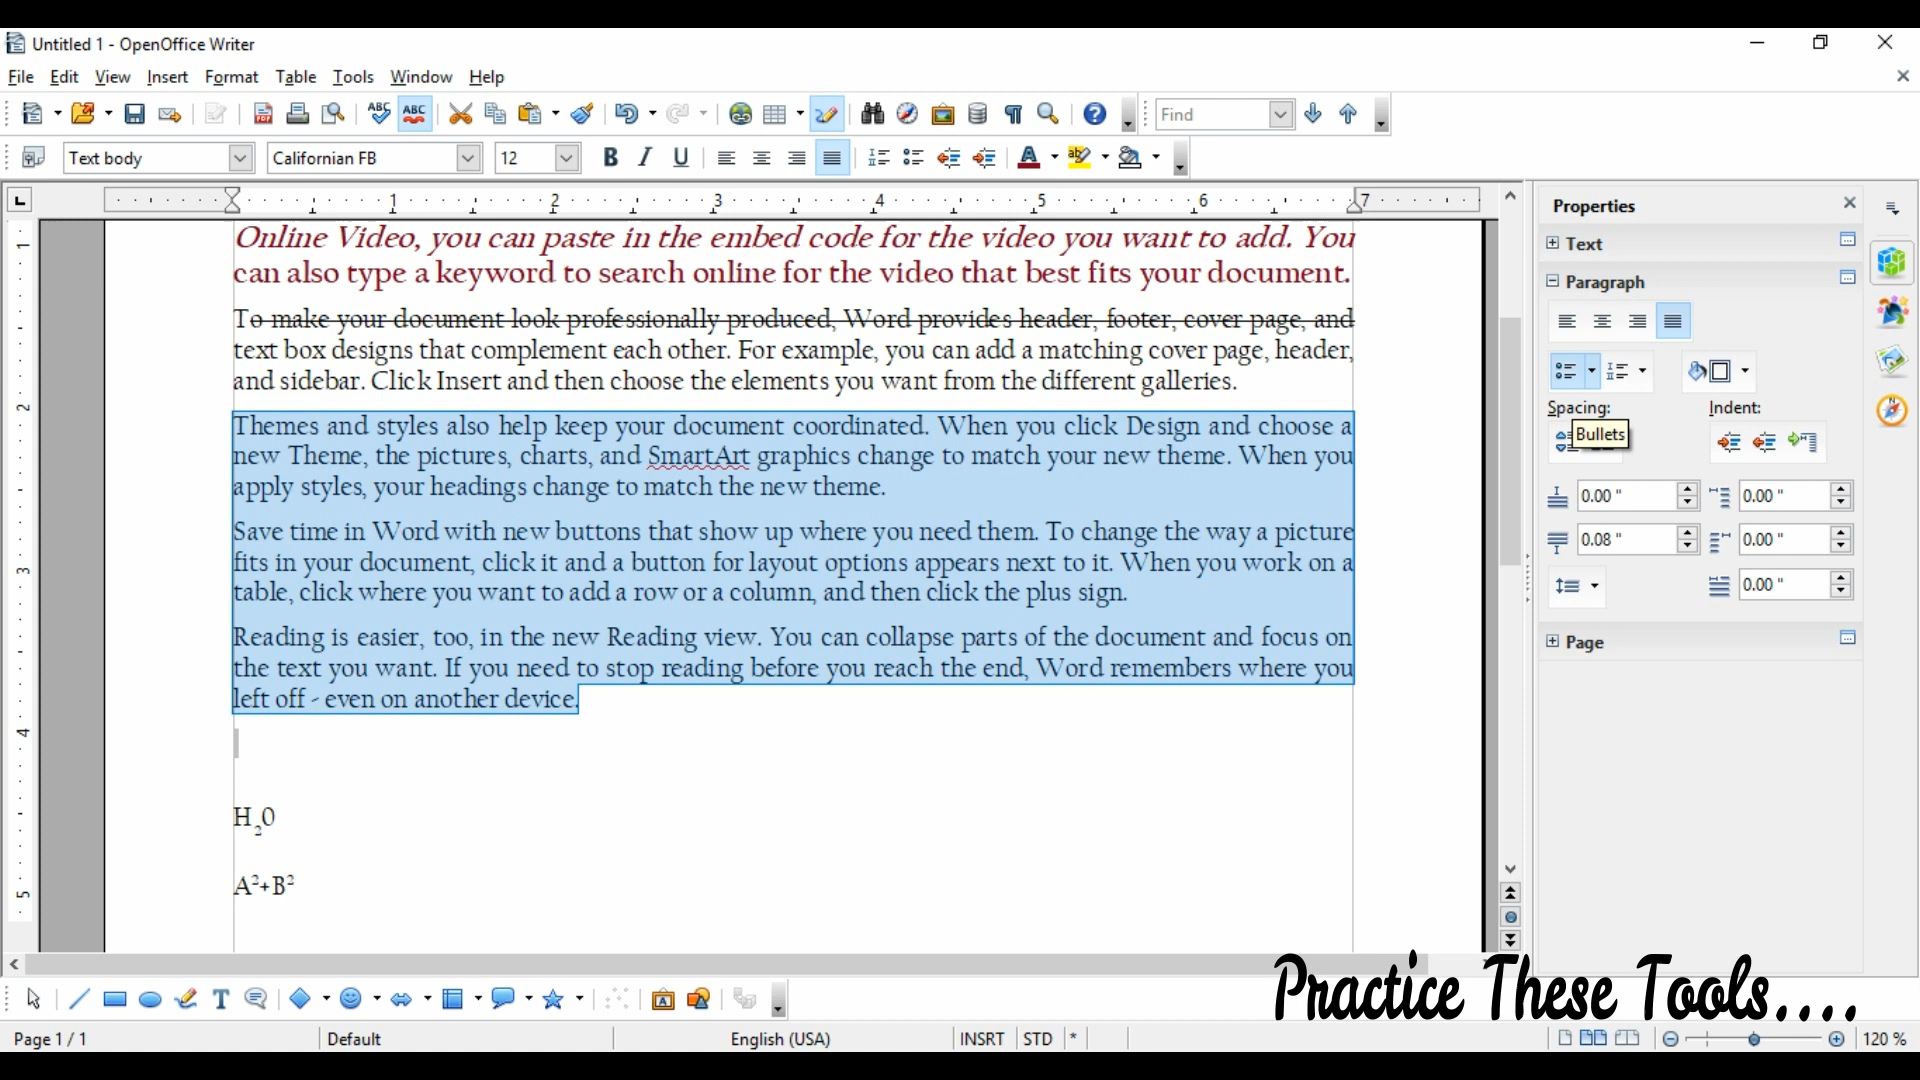 Untitled 1 - OpenOffice Writer
File Edit View Insert Format Table Tools Window Help
Find
Text body Californian FB 12
1 2 3 4 5 6 7
Properties
Text
Paragraph
Spacing: Indent:
Bullets
0.00 " 0.00 "
0.08 " 0.00 "
0.00 "
Page
1
2
3
4
5
Online Video, you can paste in the embed code for the video you want to add. You
can also type a keyword to search online for the video that best fits your document.
To make your document look professionally produced, Word provides header, footer, cover page, and
text box designs that complement each other. For example, you can add a matching cover page, header,
and sidebar. Click Insert and then choose the elements you want from the different galleries.
Themes and styles also help keep your document coordinated. When you click Design and choose a
new Theme, the pictures, charts, and SmartArt graphics change to match your new theme. When you
apply styles, your headings change to match the new theme.
Save time in Word with new buttons that show up where you need them. To change the way a picture
fits in your document, click it and a button for layout options appears next to it. When you work on a
table, click where you want to add a row or a column, and then click the plus sign.
Reading is easier, too, in the new Reading view. You can collapse parts of the document and focus on
the text you want. If you need to stop reading before you reach the end, Word remembers where you
left off - even on another device.
H₂0
A²+B²
Practice These Tools....
Page 1 / 1 Default English (USA) INSRT STD * 120 %